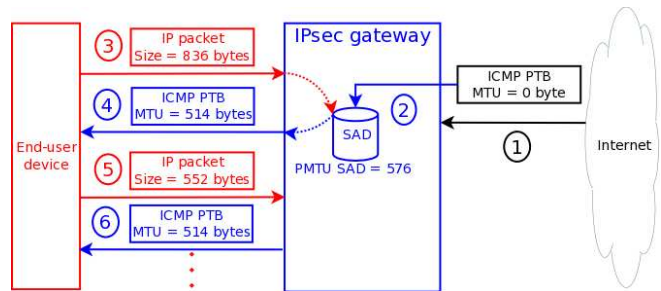 3
IP packet
Size = 836 bytes
IPsec gateway
ICMP PTB
MTU = 0 byte
4
ICMP PTB
MTU = 514 bytes
2
SAD
PMTU SAD = 576
1
Internet
End-user
device
5
IP packet
Size = 552 bytes
6
ICMP PTB
MTU = 514 bytes